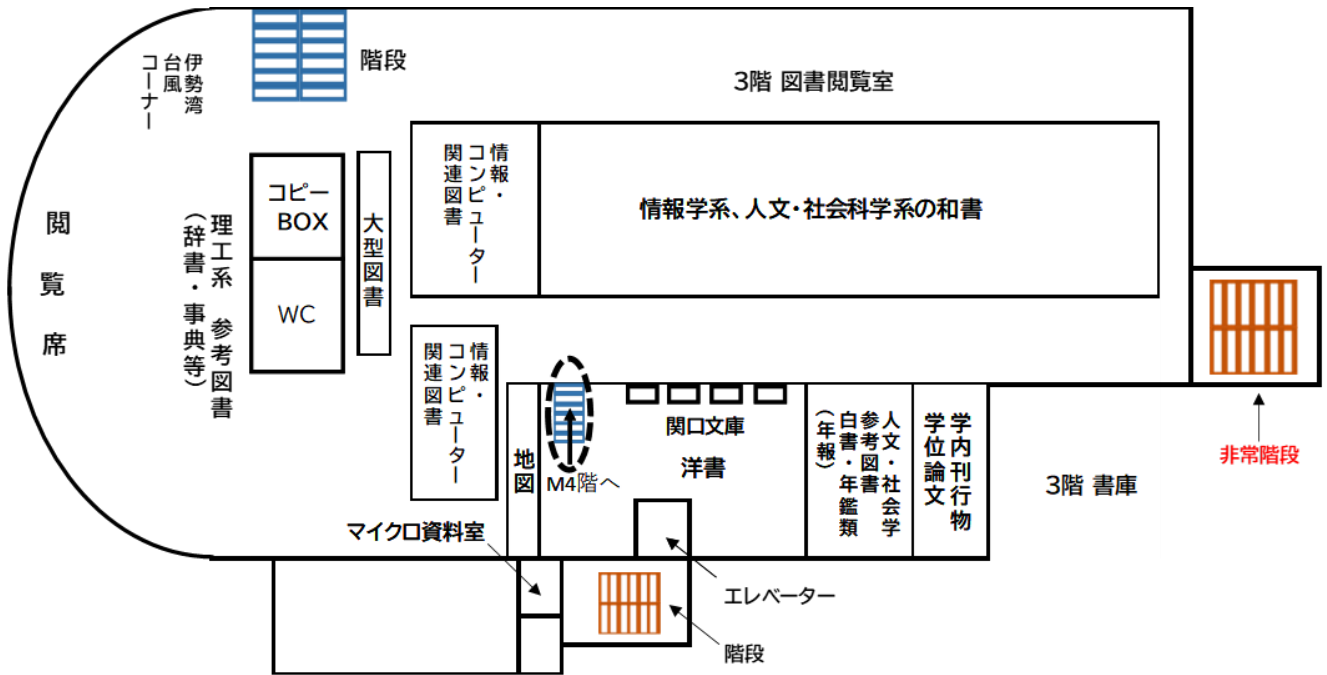 階段
3階 図書閲覧室
伊勢湾
台風
コーナー
情報・
コンピューター
関連図書
情報学系、人文・社会科学系の和書
コピー
BOX
WC
大型図書
閲覧席
理工系 参考図書
(辞書・事典等)
情報・
コンピューター
関連図書
地図
M4階へ
関口文庫
洋書
人文・社会学
参考図書
白書・年鑑類
(年報)
学内刊行物
学位論文
3階 書庫
非常階段
マイクロ資料室
エレベーター
階段